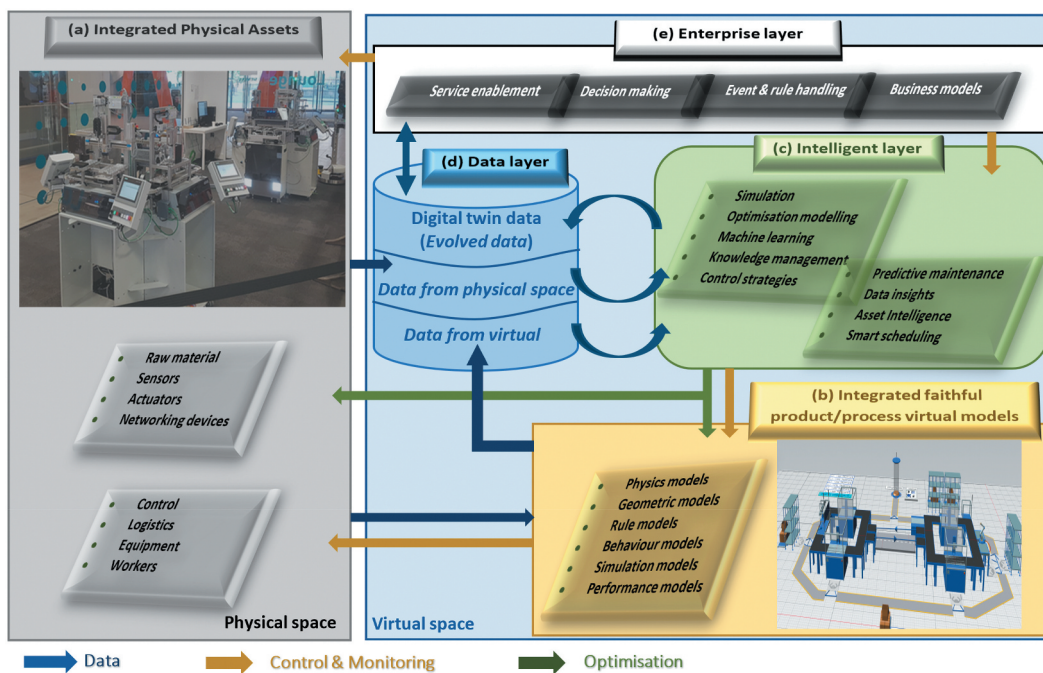 (a) Integrated Physical Assets
Raw material
Sensors
Actuators
Networking devices
Control
Logistics
Equipment
Workers
Physical space
(e) Enterprise layer
Service enablement
Decision making
Event & rule handling
Business models
(d) Data layer
Digital twin data
(Evolved data)
Data from physical space
Data from virtual
(c) Intelligent layer
Simulation
Optimisation modelling
Machine learning
Knowledge management
Control strategies
Predictive maintenance
Data insights
Asset Intelligence
Smart scheduling
(b) Integrated faithful
product/process virtual models
Physics models
Geometric models
Rule models
Behaviour models
Simulation models
Performance models
Virtual space
Data
Control & Monitoring
Optimisation